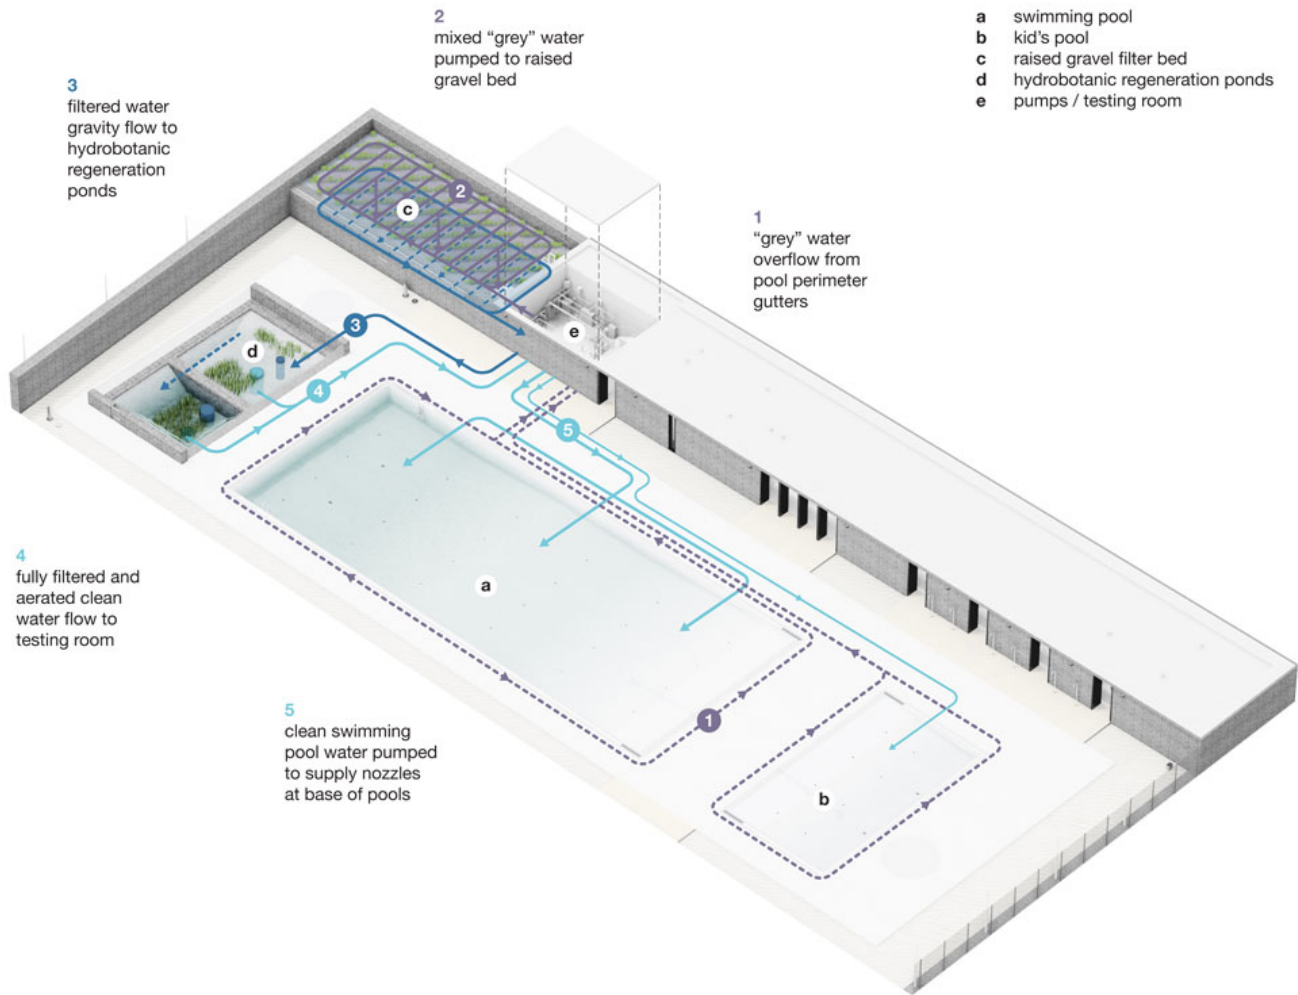 2
mixed “grey” water
pumped to raised
gravel bed
a swimming pool
b kid's pool
c raised gravel filter bed
d hydrobotanic regeneration ponds
e pumps / testing room
3
filtered water
gravity flow to
hydrobotanic
regeneration
ponds
1
“grey” water
overflow from
pool perimeter
gutters
2
c
e
3
d
4
5
a
1
b
4
fully filtered and
aerated clean
water flow to
testing room
5
clean swimming
pool water pumped
to supply nozzles
at base of pools